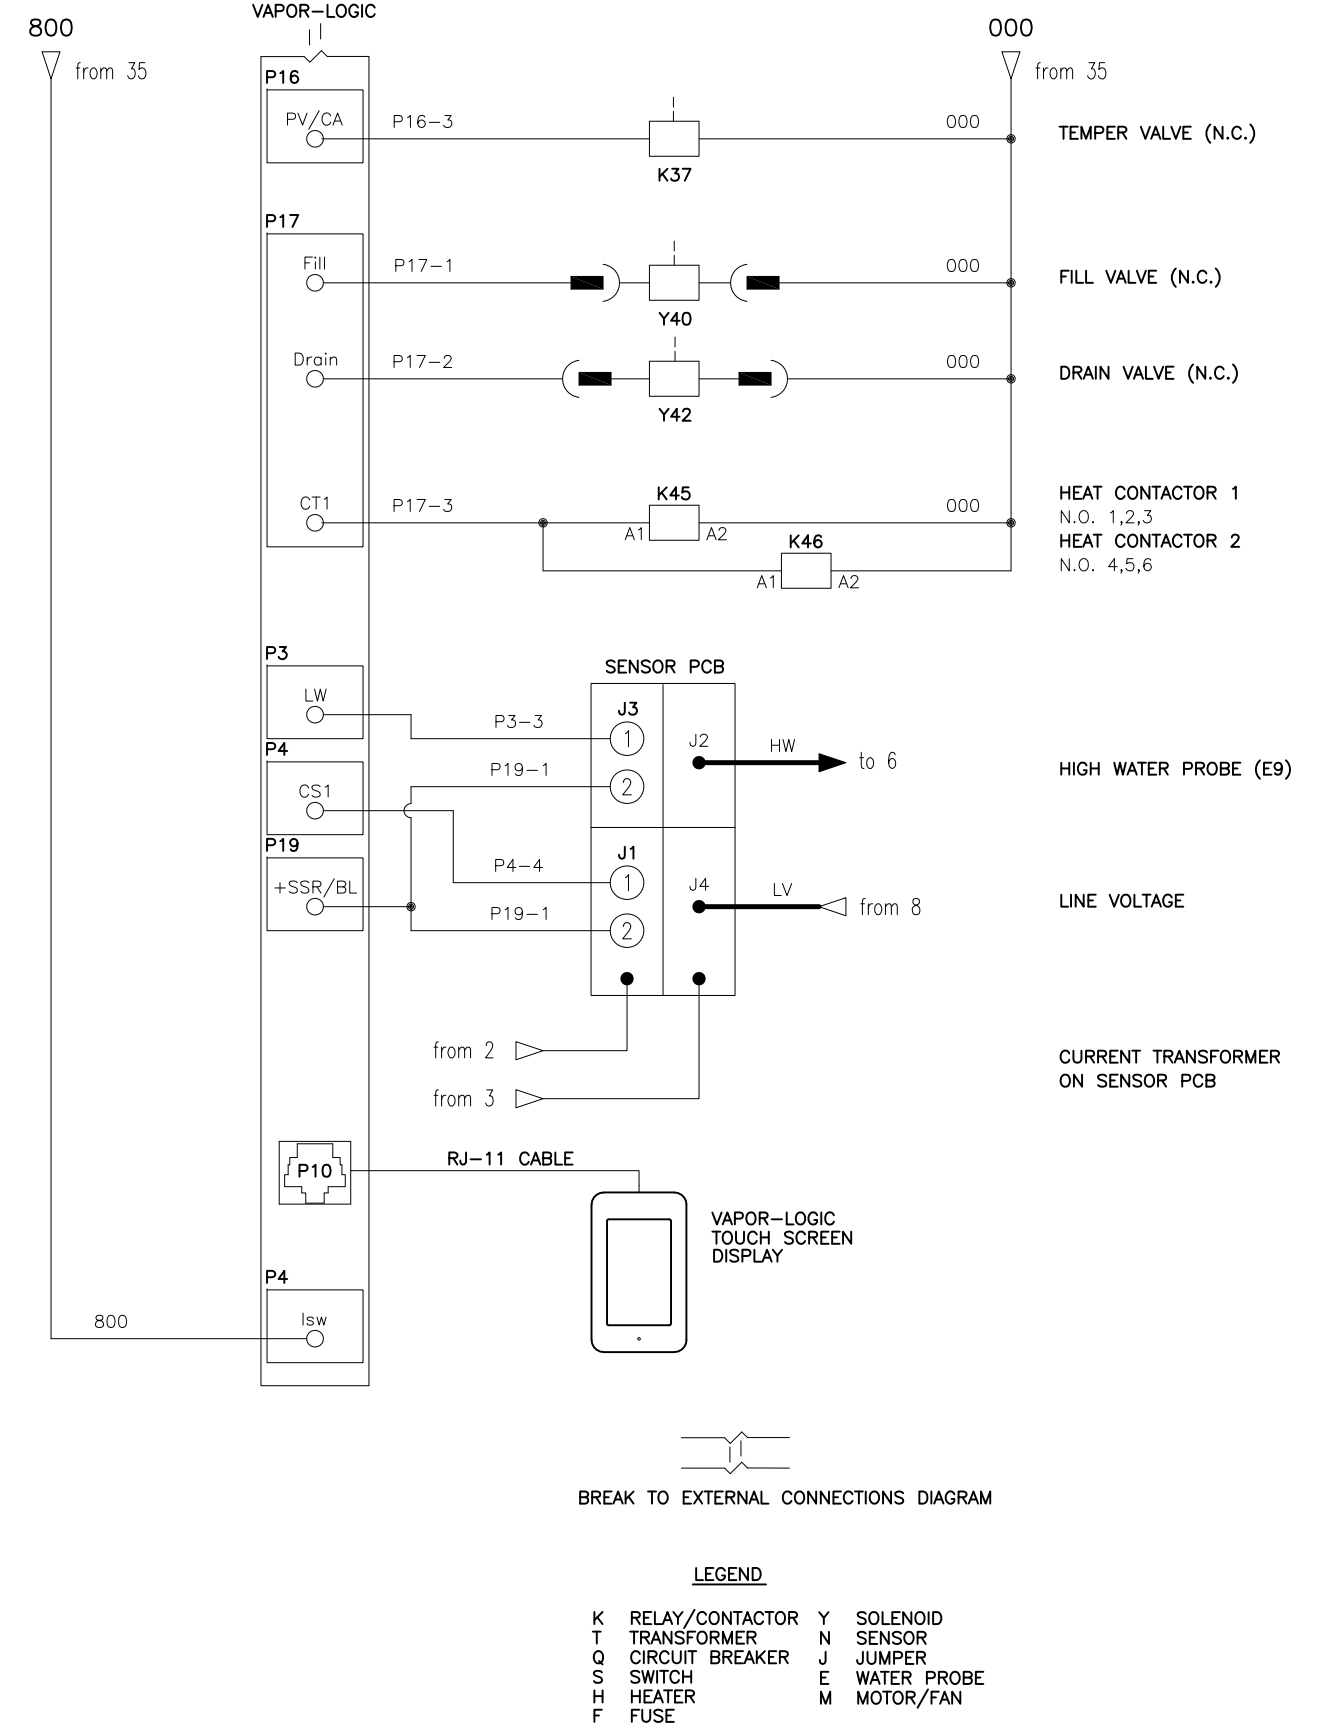 VAPOR-LOGIC
800
000
from 35
from 35
P16
PV/CA
P16-3
K37
000
TEMPER VALVE (N.C.)
P17
Fill
P17-1
Y40
000
FILL VALVE (N.C.)
Drain
P17-2
Y42
000
DRAIN VALVE (N.C.)
CT1
P17-3
K45
A1
A2
000
K46
A1
A2
HEAT CONTACTOR 1
N.O. 1,2,3
HEAT CONTACTOR 2
N.O. 4,5,6
P3
LW
P3-3
P19-1
SENSOR PCB
J3
1
2
J2
HW
to 6
HIGH WATER PROBE (E9)
P4
CS1
P4-4
P19
+SSR/BL
P19-1
J1
1
2
J4
LV
from 8
LINE VOLTAGE
from 2
from 3
CURRENT TRANSFORMER
ON SENSOR PCB
P10
RJ-11 CABLE
VAPOR-LOGIC
TOUCH SCREEN
DISPLAY
P4
Isw
800
BREAK TO EXTERNAL CONNECTIONS DIAGRAM
LEGEND
K RELAY/CONTACTOR Y SOLENOID
T TRANSFORMER N SENSOR
Q CIRCUIT BREAKER J JUMPER
S SWITCH E WATER PROBE
H HEATER M MOTOR/FAN
F FUSE